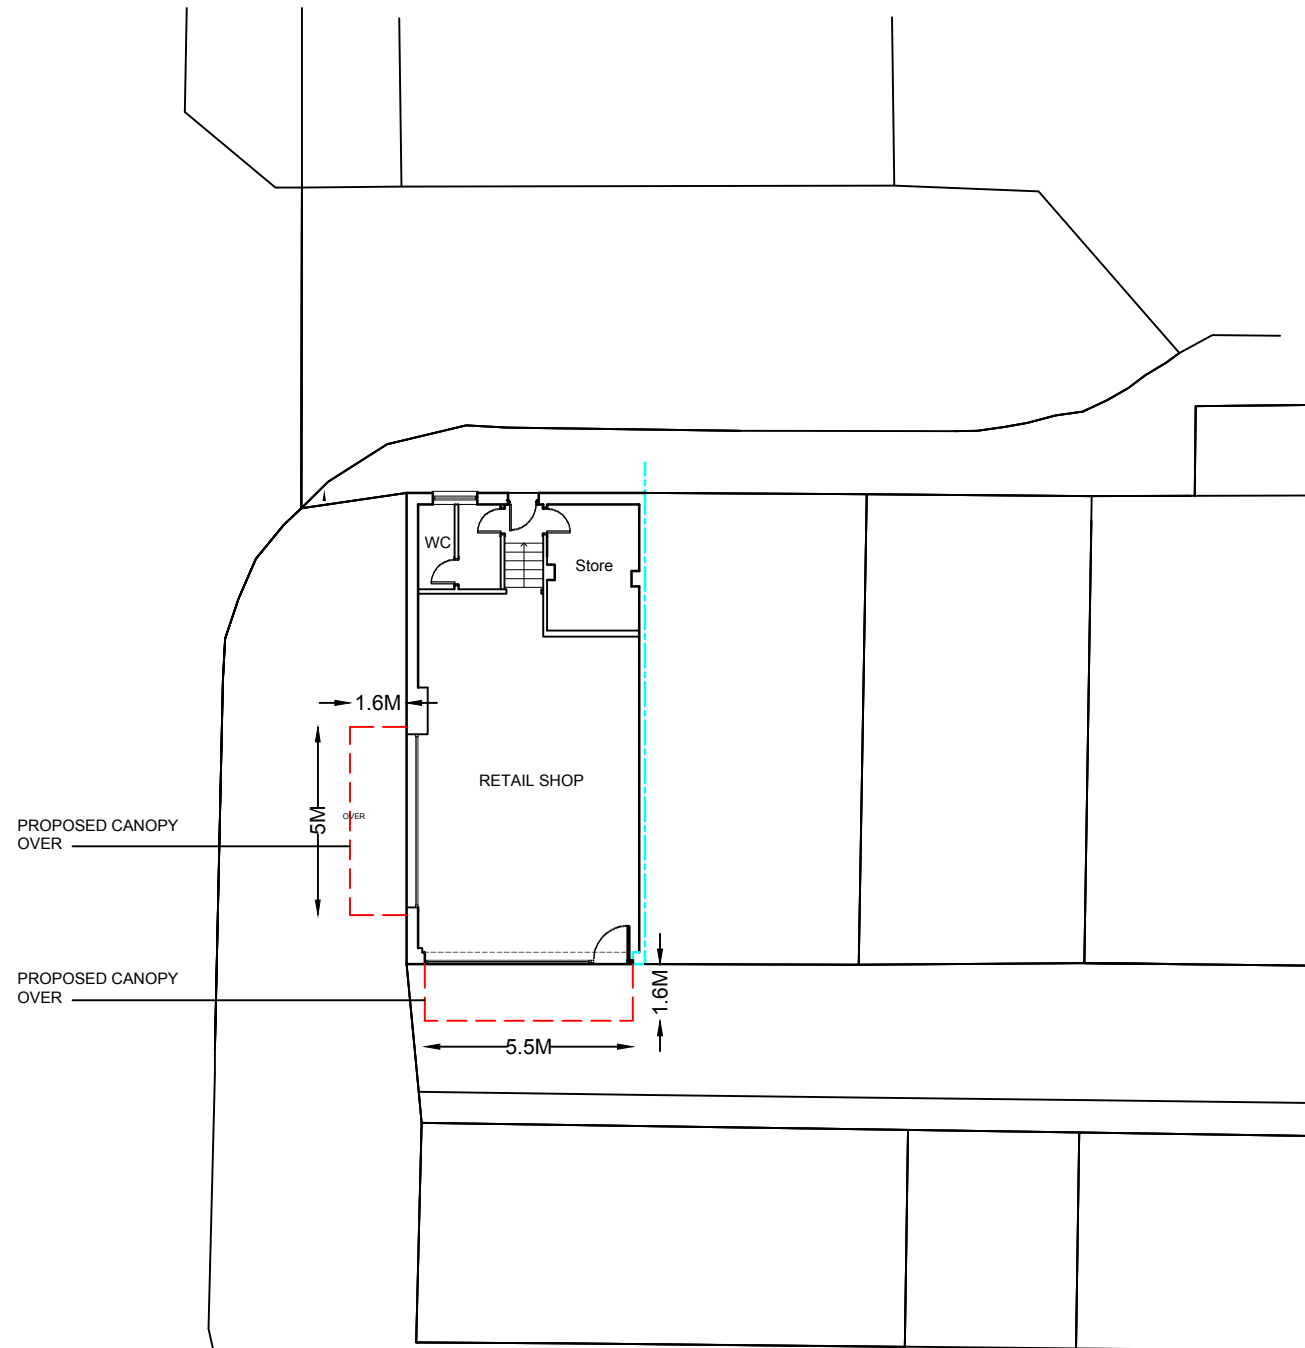 WC
Store
1.6M
RETAIL SHOP
5M
OVER
PROPOSED CANOPY
OVER
PROPOSED CANOPY
OVER
1.6M
5.5M